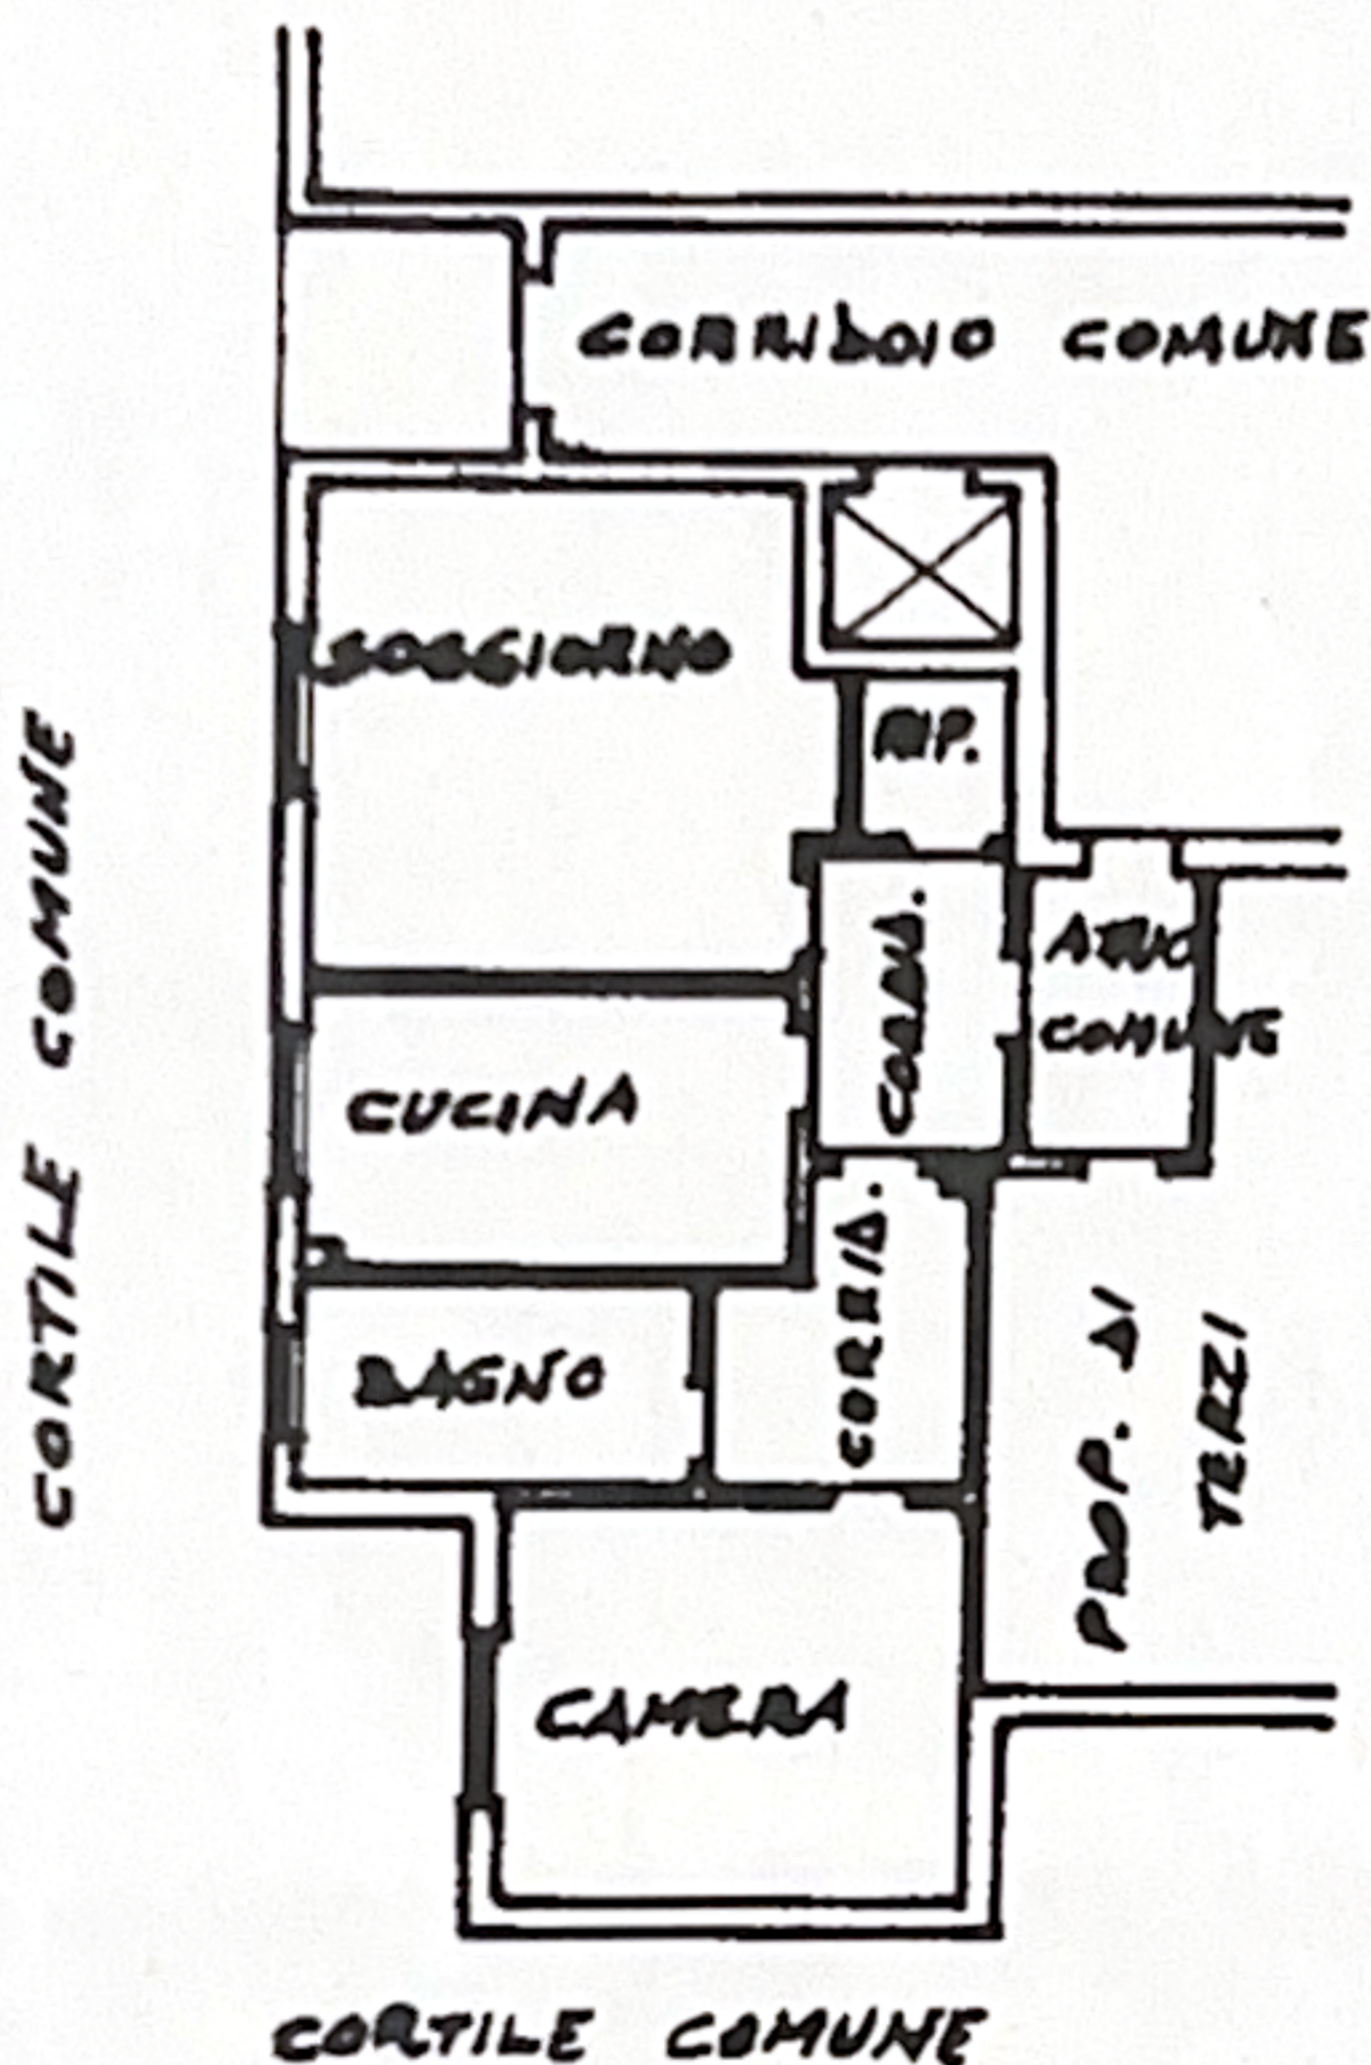 CORRIDOIO COMUNE
SOGGIORNO
RIP.
CORRID.
ATRIO
COMUNE
CUCINA
CORRID.
BAGNO
PROP. DI
TERZI
CAMERA
CORTILE COMUNE
CORTILE COMUNE